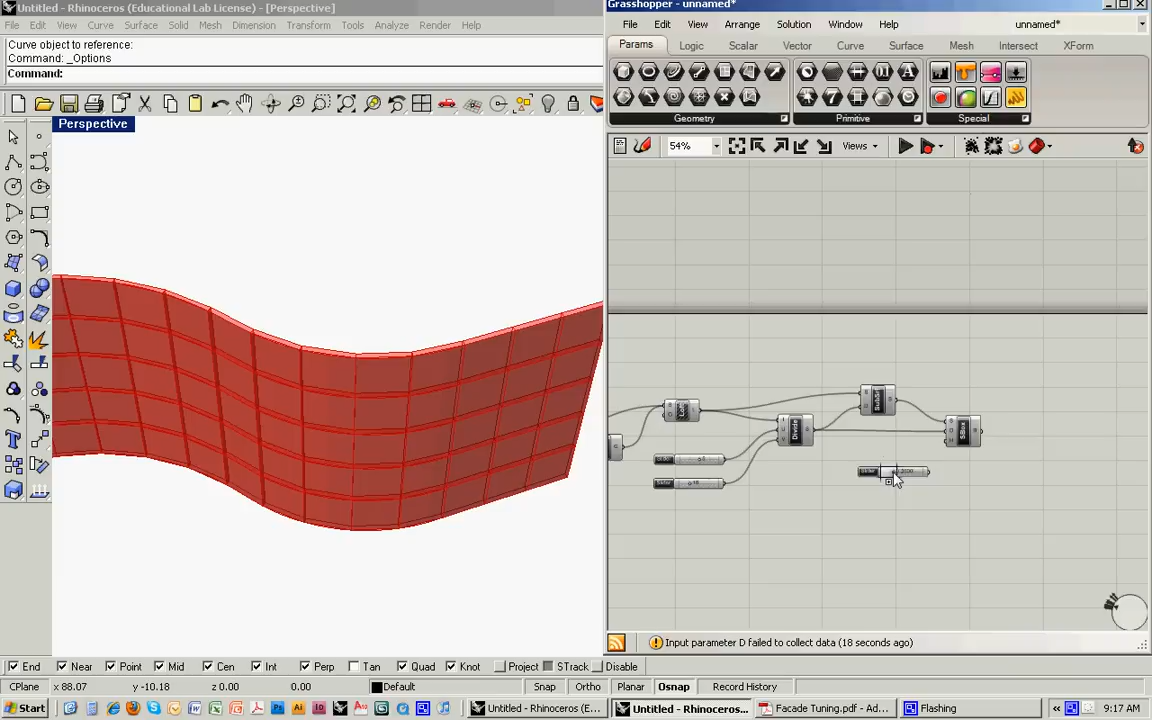 Untitled - Rhinoceros (Educational Lab License) - [Perspective]
File Edit View Curve Surface Solid Mesh Dimension Transform Tools Analyze Render Help
Curve object to reference:
Command: _Options
Command:
Perspective
Grasshopper - unnamed*
File Edit View Arrange Solution Window Help unnamed*
Params Logic Scalar Vector Curve Surface Mesh Intersect XForm
Geometry Primitive Special
54% Views
Divide
SubSrf
SBox
Input parameter D failed to collect data (18 seconds ago)
End Near Point Mid Cen Int Perp Tan Quad Knot Project STrack Disable
CPlane x 88.07 y -10.18 z 0.00 0.00 Default Snap Ortho Planar Osnap Record History
Start Untitled - Rhinoceros (E... Untitled - Rhinoceros... Facade Tuning.pdf - Ad... Flashing 9:17 AM